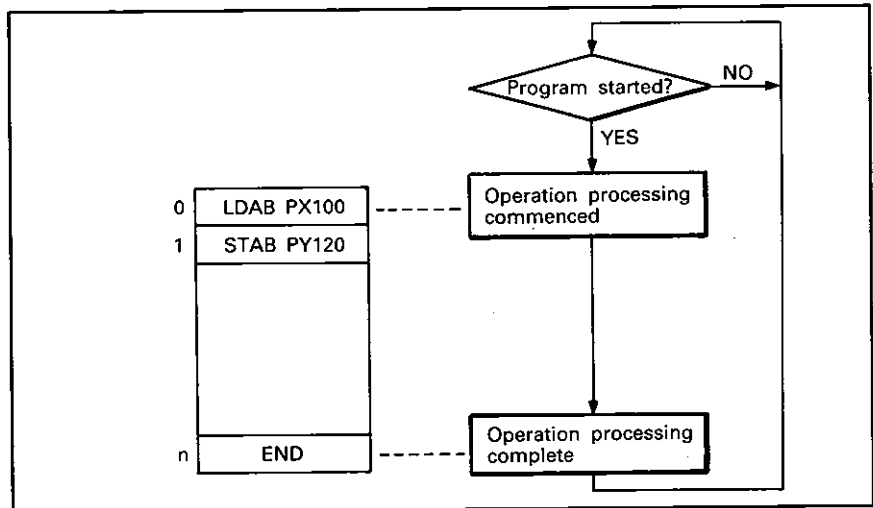 Program started?
NO
YES
0 LDAB PX100
Operation processing
commenced
1 STAB PY120
n END
Operation processing
complete